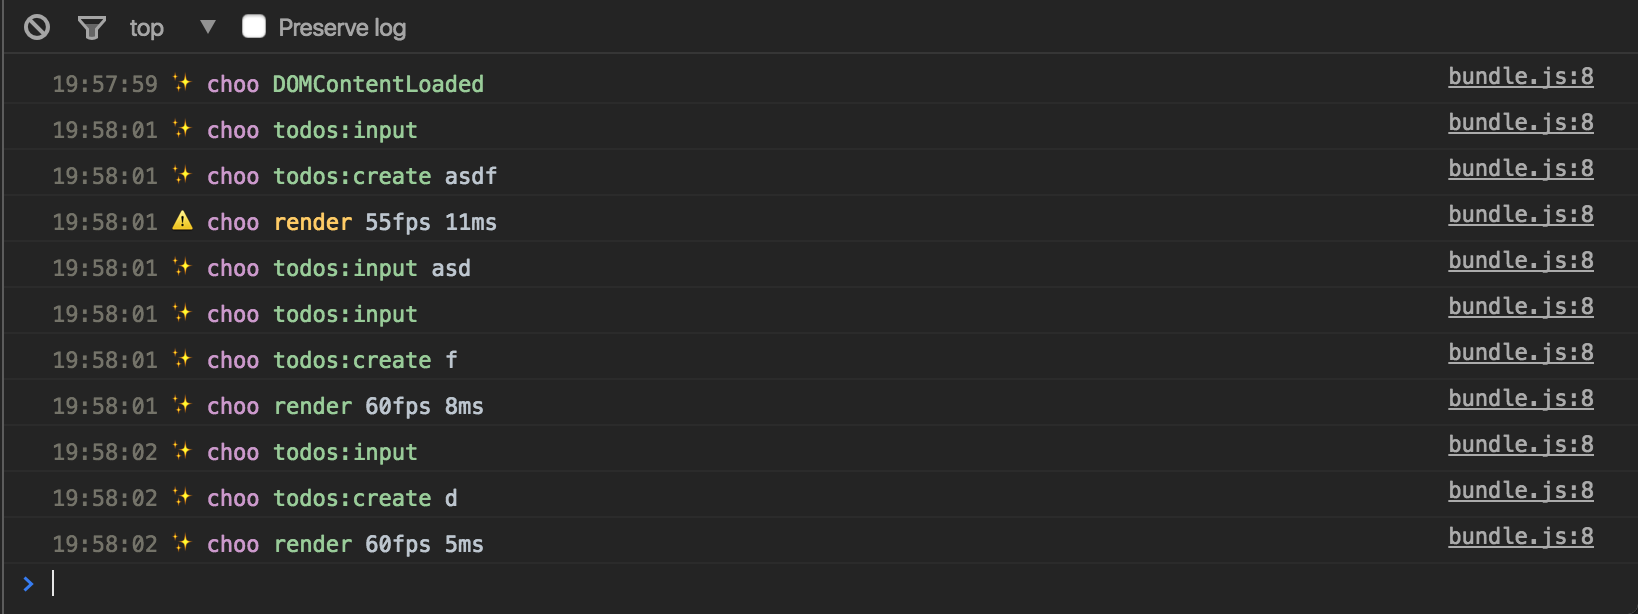 top Preserve log
19:57:59 ✨ choo DOMContentLoaded bundle.js:8
19:58:01 ✨ choo todos:input bundle.js:8
19:58:01 ✨ choo todos:create asdf bundle.js:8
19:58:01 ⚠️ choo render 55fps 11ms bundle.js:8
19:58:01 ✨ choo todos:input asd bundle.js:8
19:58:01 ✨ choo todos:input bundle.js:8
19:58:01 ✨ choo todos:create f bundle.js:8
19:58:01 ✨ choo render 60fps 8ms bundle.js:8
19:58:02 ✨ choo todos:input bundle.js:8
19:58:02 ✨ choo todos:create d bundle.js:8
19:58:02 ✨ choo render 60fps 5ms bundle.js:8